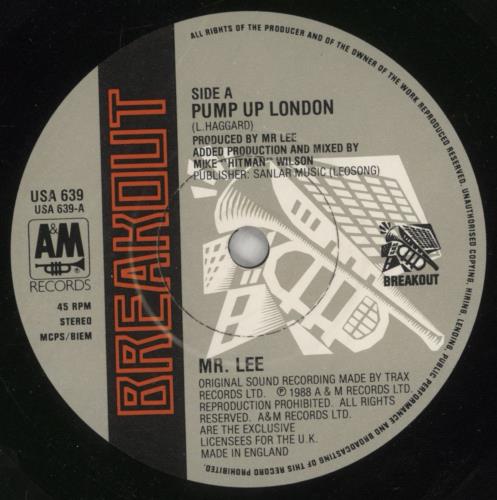 ALL RIGHTS OF THE PRODUCER AND OF THE OWNER OF THE WORK REPRODUCED RESERVED. UNAUTHORISED COPYING, HIRING, LENDING, PUBLIC PERFORMANCE AND BROADCASTING OF THIS RECORD PROHIBITED.
SIDE A
PUMP UP LONDON
(L.HAGGARD)
PRODUCED BY MR LEE
ADDED PRODUCTION AND MIXED BY
MIKE "HITMAN" WILSON
PUBLISHER: SANLAR MUSIC (LEOSONG)
USA 639
USA 639-A
A&M
RECORDS
45 RPM
STEREO
MCPS/BIEM
BREAKOUT
BREAKOUT
MR. LEE
ORIGINAL SOUND RECORDING MADE BY TRAX
RECORDS LTD. ℗ 1988 A & M RECORDS LTD.
REPRODUCTION PROHIBITED. ALL RIGHTS
RESERVED. A&M RECORDS LTD.
ARE THE EXCLUSIVE
LICENSEES FOR THE U.K.
MADE IN ENGLAND